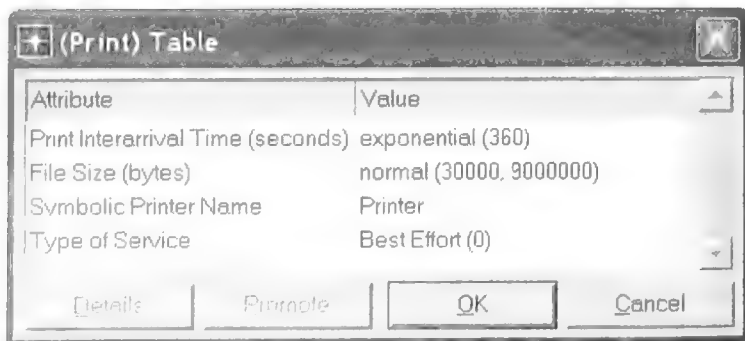 (Print) Table
Attribute Value
Print Interarrival Time (seconds) exponential (360)
File Size (bytes) normal (30000, 9000000)
Symbolic Printer Name Printer
Type of Service Best Effort (0)
Details Promote OK Cancel